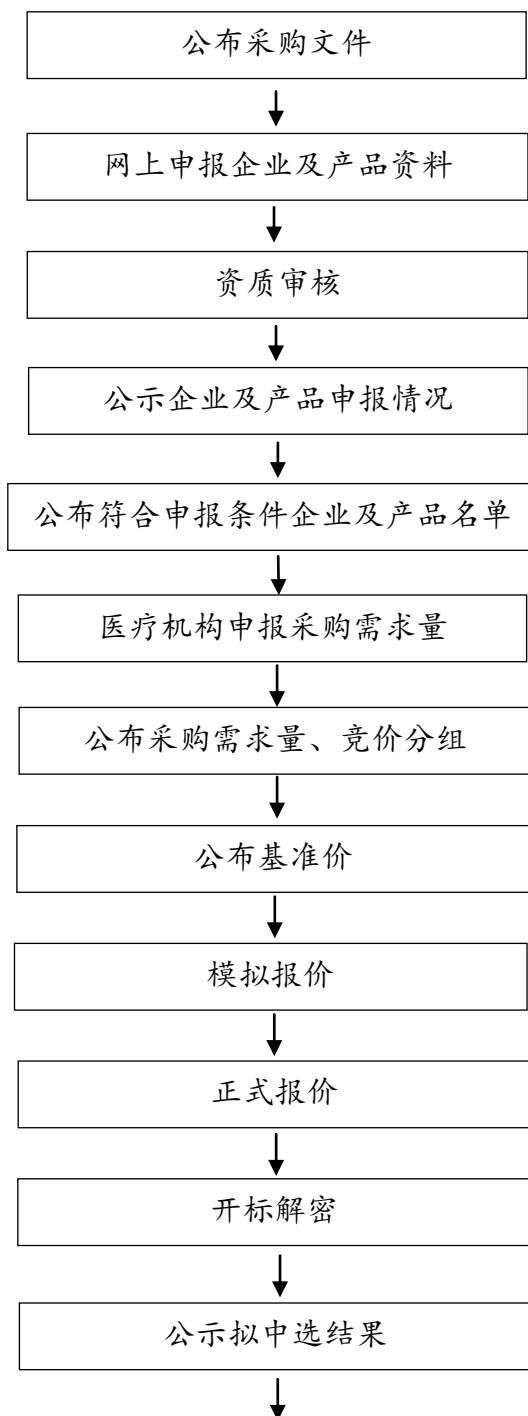 公布采购文件
网上申报企业及产品资料
资质审核
公示企业及产品申报情况
公布符合申报条件企业及产品名单
医疗机构申报采购需求量
公布采购需求量、竞价分组
公布基准价
模拟报价
正式报价
开标解密
公示拟中选结果